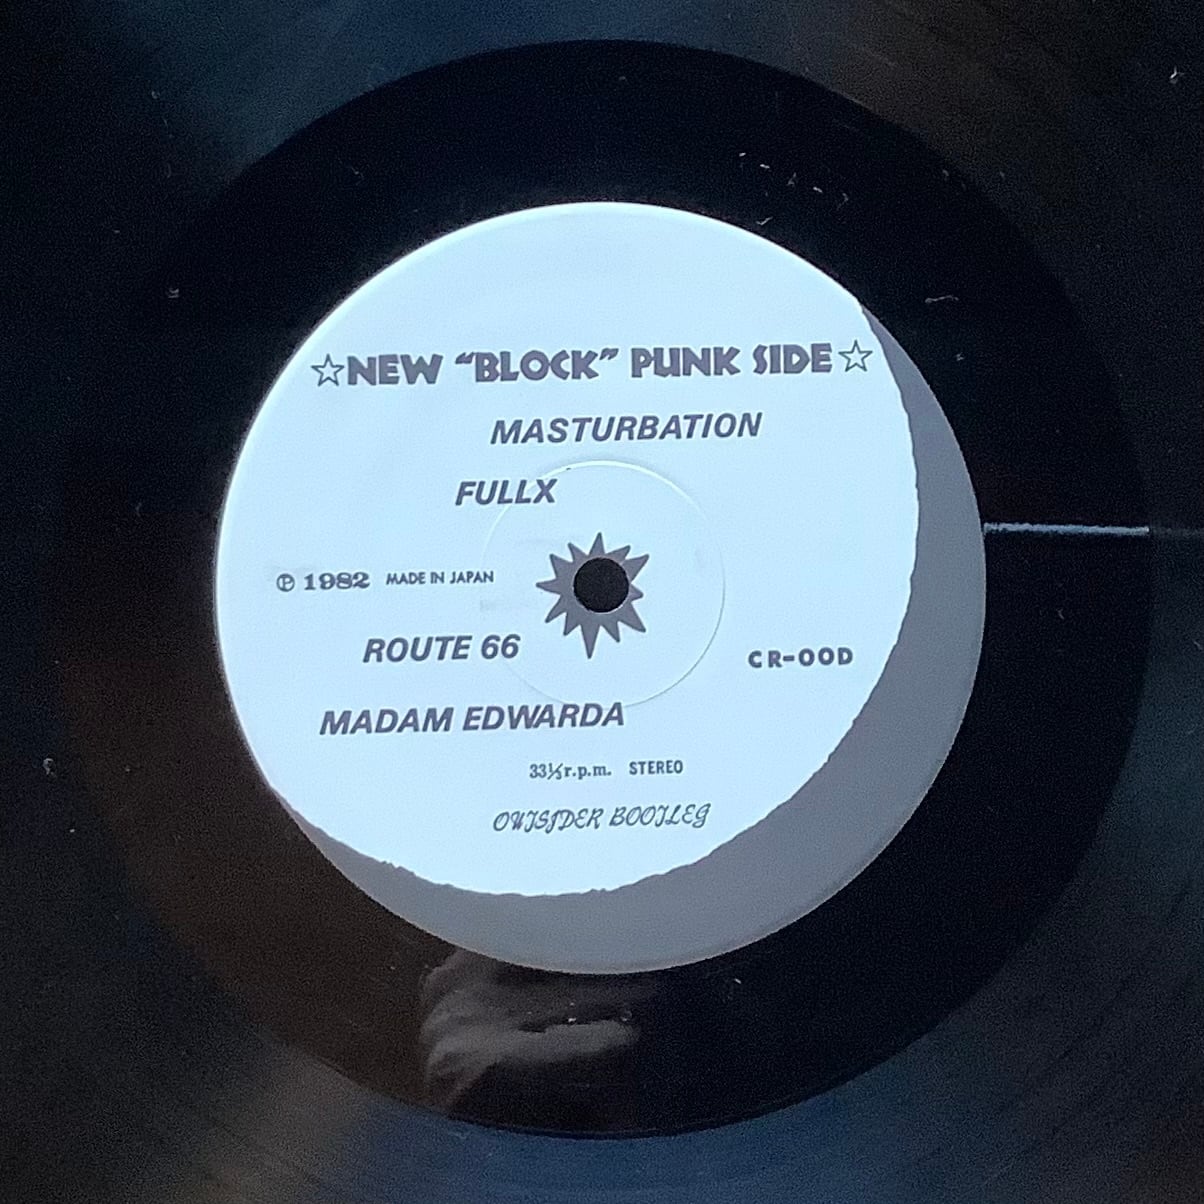 ☆NEW “BLOCK” PUNK SIDE☆
MASTURBATION
FULLX
Ⓟ 1982 MADE IN JAPAN
ROUTE 66
CR-OOD
MADAM EDWARDA
33⅓r.p.m. STEREO
OUTSIDER BOOTLEG